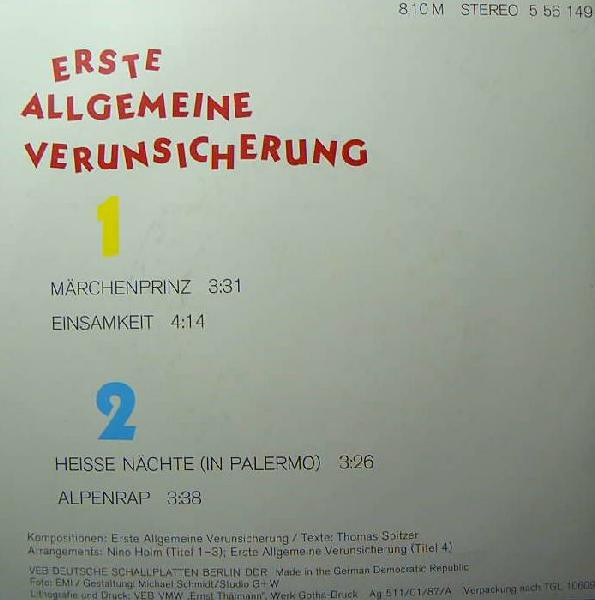 8,10 M STEREO 5 56 149
ERSTE
ALLGEMEINE
VERUNSICHERUNG
1
MÄRCHENPRINZ 3:31
EINSAMKEIT 4:14
2
HEISSE NÄCHTE (IN PALERMO) 3:26
ALPENRAP 3:38
Kompositionen: Erste Allgemeine Verunsicherung / Texte: Thomas Spitzer
Arrangements: Nino Holm (Titel 1–3); Erste Allgemeine Verunsicherung (Titel 4)
VEB DEUTSCHE SCHALLPLATTEN BERLIN DDR Made in the German Democratic Republic
Foto: EMI / Gestaltung: Michael Schmidt/Studio G+W
Lithografie und Druck: VEB VMW „Ernst Thälmann", Werk Gotha-Druck Ag 511/01/87/A Verpackung nach TGL 10609